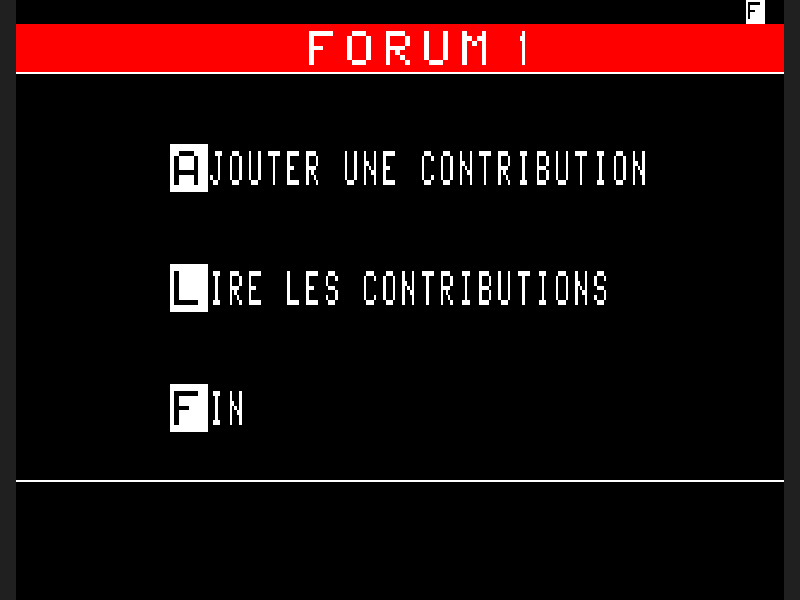 F
FORUM 1
AJOUTER UNE CONTRIBUTION
LIRE LES CONTRIBUTIONS
FIN